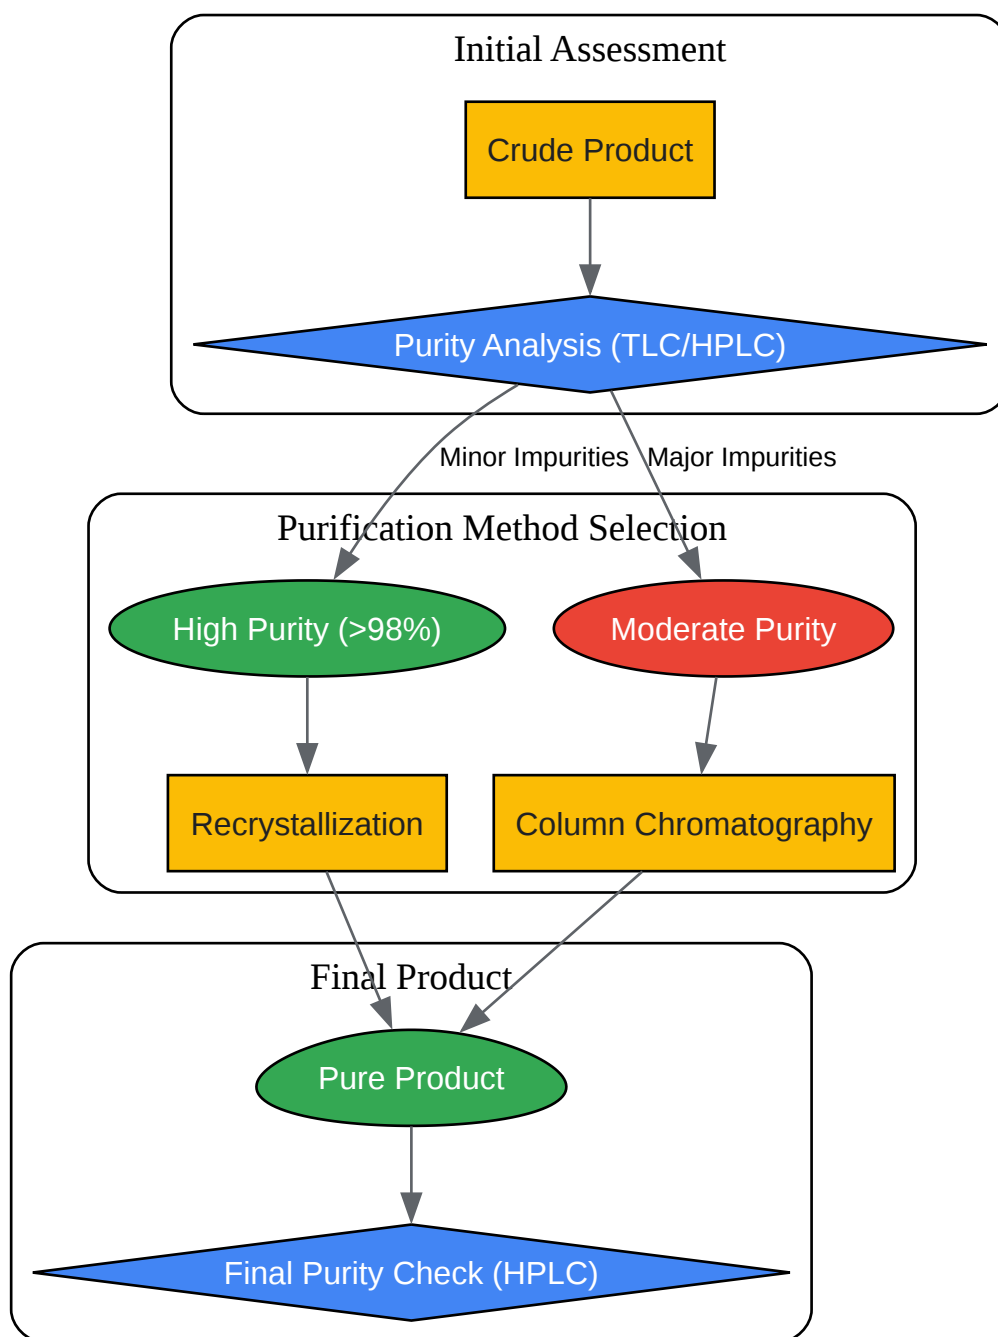 Initial Assessment
Crude Product
Purity Analysis (TLC/HPLC)
Minor Impurities
Major Impurities
Purification Method Selection
High Purity (>98%)
Moderate Purity
Recrystallization
Column Chromatography
Final Product
Pure Product
Final Purity Check (HPLC)